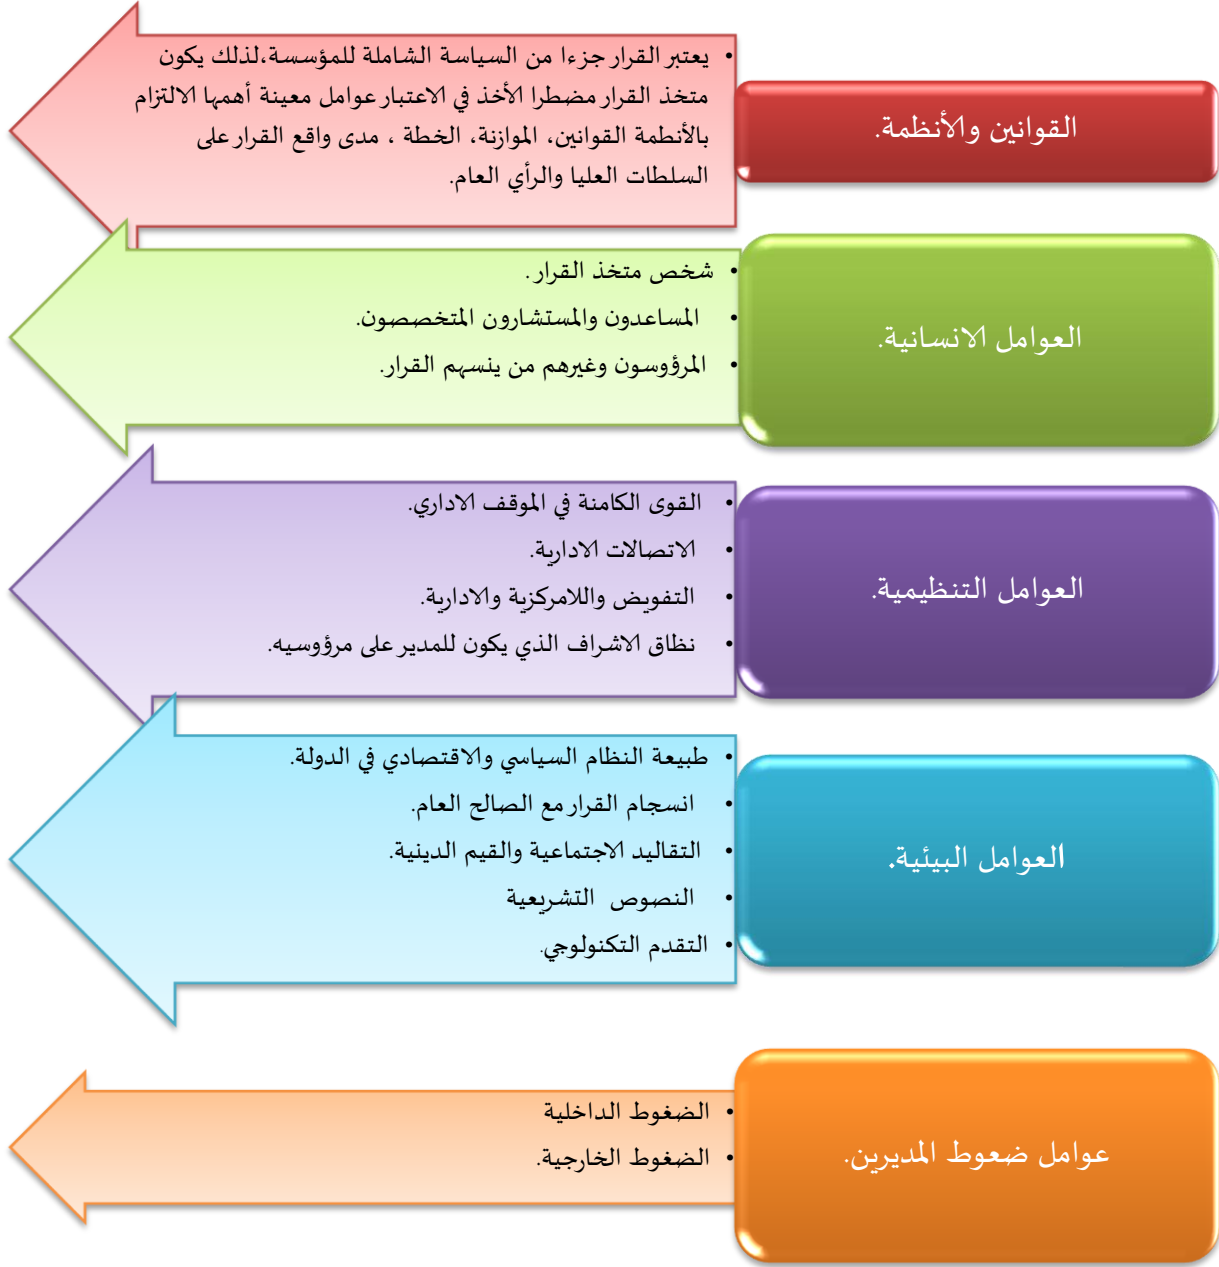 القوانين والأنظمة.
• يعتبر القرار جزءا من السياسة الشاملة للمؤسسة،لذلك يكون
متخذ القرار مضطرا الأخذ في الاعتبار عوامل معينة أهمها الالتزام
بالأنطمة القوانين، الموازنة، الخطة ، مدى واقع القرار على
السلطات العليا والرأي العام.
العوامل الانسانية.
• شخص متخذ القرار.
• المساعدون والمستشارون المتخصصون.
• المرؤوسون وغيرهم من ينسهم القرار.
العوامل التنظيمية.
• القوى الكامنة في الموقف الاداري.
• الاتصالات الادارية.
• التفويض واللامركزية والادارية.
• نظاق الاشراف الذي يكون للمدير على مرؤوسيه.
العوامل البيئية.
• طبيعة النظام السياسي والاقتصادي في الدولة.
• انسجام القرار مع الصالح العام.
• التقاليد الاجتماعية والقيم الدينية.
• النصوص التشريعية
• التقدم التكنولوجي.
عوامل ضعوط المديرين.
• الضغوط الداخلية
• الضغوط الخارجية.